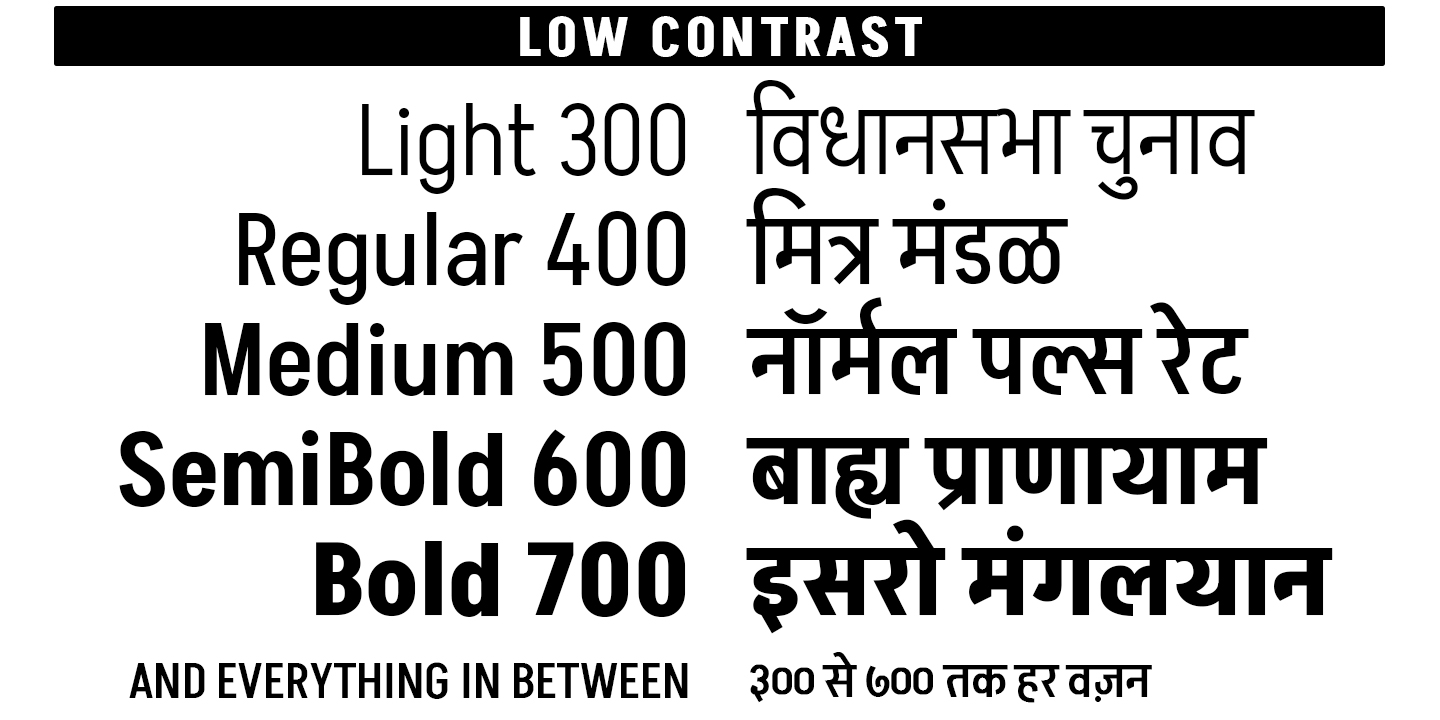 LOW CONTRAST
Light 300 विधानसभा चुनाव
Regular 400 मित्र मंडळ
Medium 500 नॉर्मल पल्स रेट
SemiBold 600 बाह्य प्राणायाम
Bold 700 इसरो मंगलयान
AND EVERYTHING IN BETWEEN ३०० से ७०० तक हर वज़न